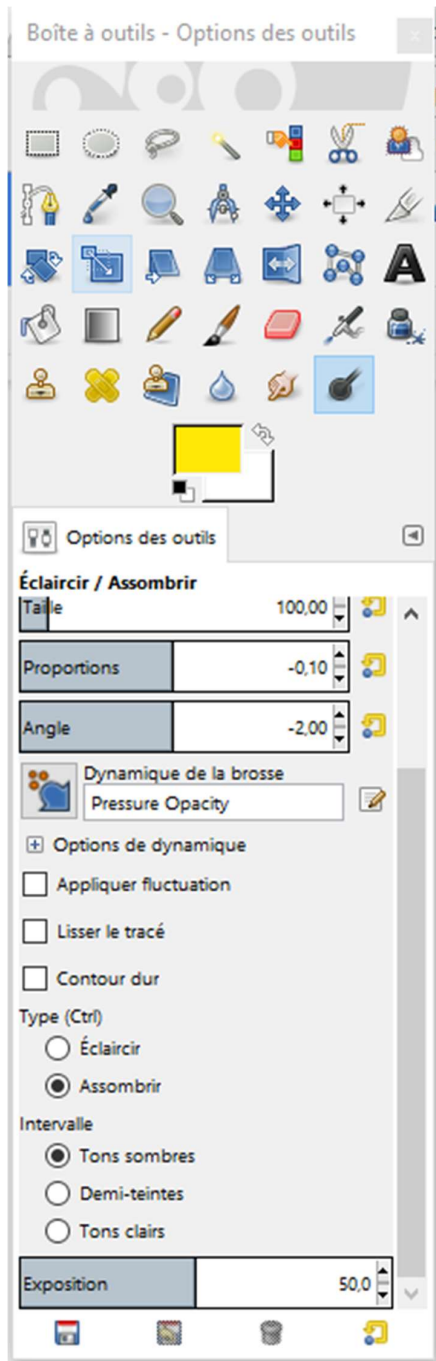 Boîte à outils - Options des outils
Options des outils
Éclaircir / Assombrir
Taille 100,00
Proportions -0,10
Angle -2,00
Dynamique de la brosse
Pressure Opacity
Options de dynamique
Appliquer fluctuation
Lisser le tracé
Contour dur
Type (Ctrl)
Éclaircir
Assombrir
Intervalle
Tons sombres
Demi-teintes
Tons clairs
Exposition 50,0